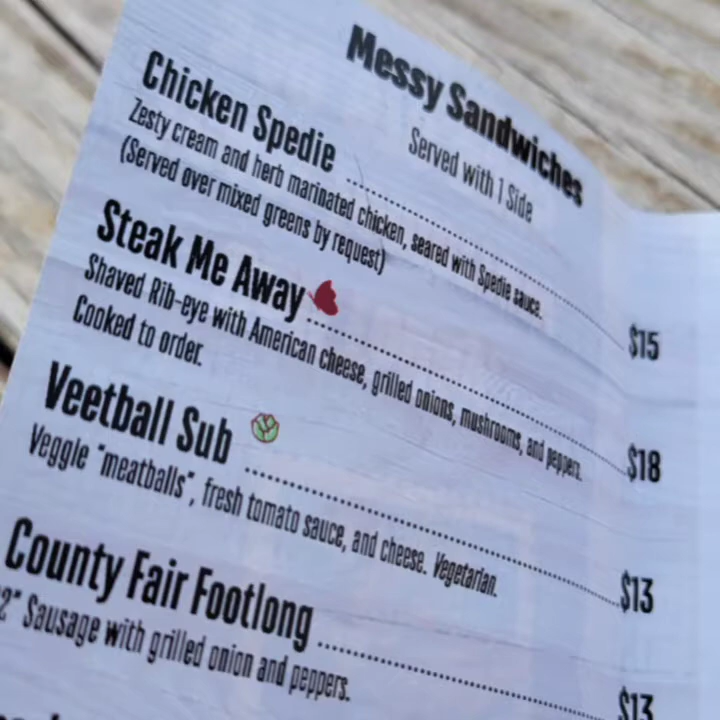 Messy Sandwiches
Served with 1 Side
Chicken Spedie ........ $15
Zesty cream and herb marinated chicken, seared with Spedie sauce.
(Served over mixed greens by request)
Steak Me Away ........ $18
Shaved Rib-eye with American cheese, grilled onions, mushrooms, and peppers.
Cooked to order.
Veetball Sub ........ $13
Veggie "meatballs", fresh tomato sauce, and cheese. Vegetarian.
County Fair Footlong ........ $13
2" Sausage with grilled onion and peppers.